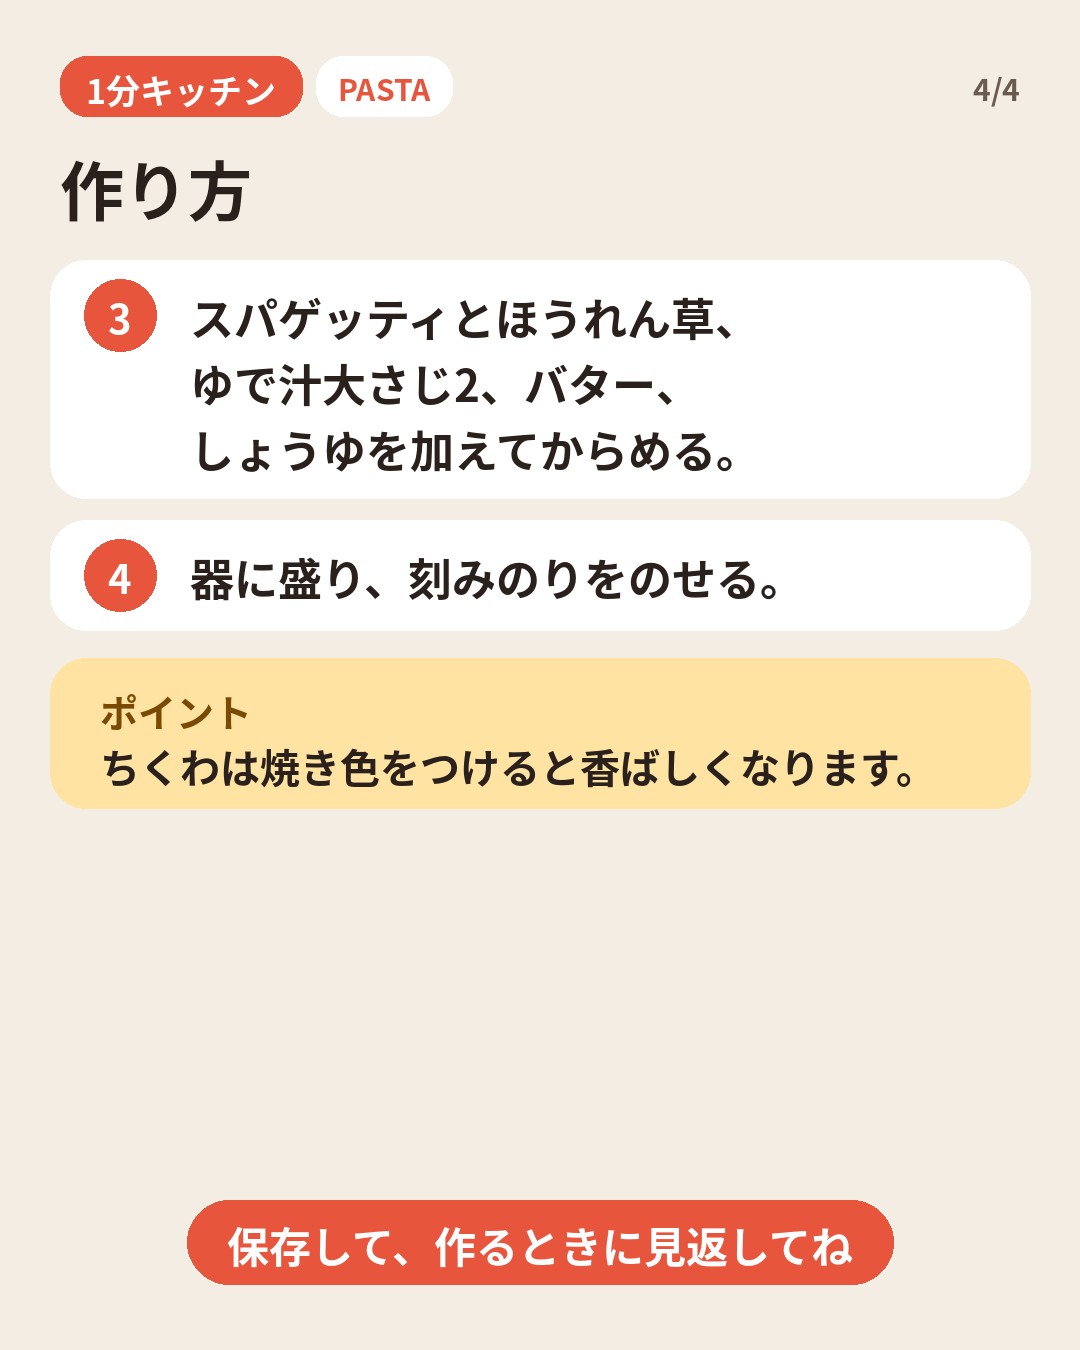 1分キッチン PASTA 4/4
作り方
3 スパゲッティとほうれん草、
ゆで汁大さじ2、バター、
しょうゆを加えてからめる。
4 器に盛り、刻みのりをのせる。
ポイント
ちくわは焼き色をつけると香ばしくなります。
保存して、作るときに見返してね